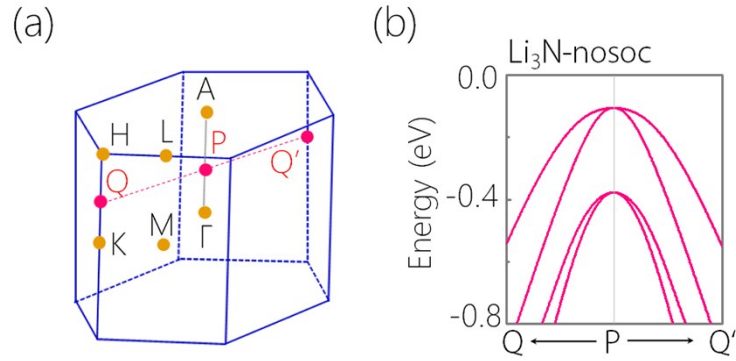 (a)
A
H
L
P
Q
Q′
K
M
Γ
(b)
Li₃N-nosoc
Energy (eV)
0.0
-0.4
-0.8
Q ← P → Q′